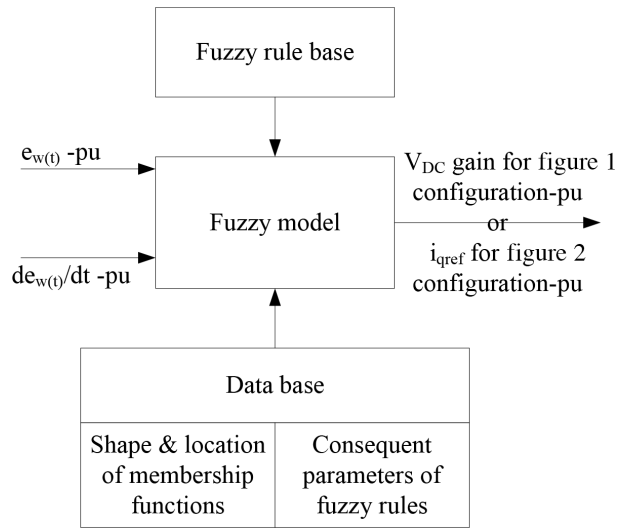 Fuzzy rule base
e_w(t) -pu
de_w(t)/dt -pu
Fuzzy model
V_DC gain for figure 1
configuration-pu
or
i_qref for figure 2
configuration-pu
Data base
Shape & location
of membership
functions
Consequent
parameters of
fuzzy rules